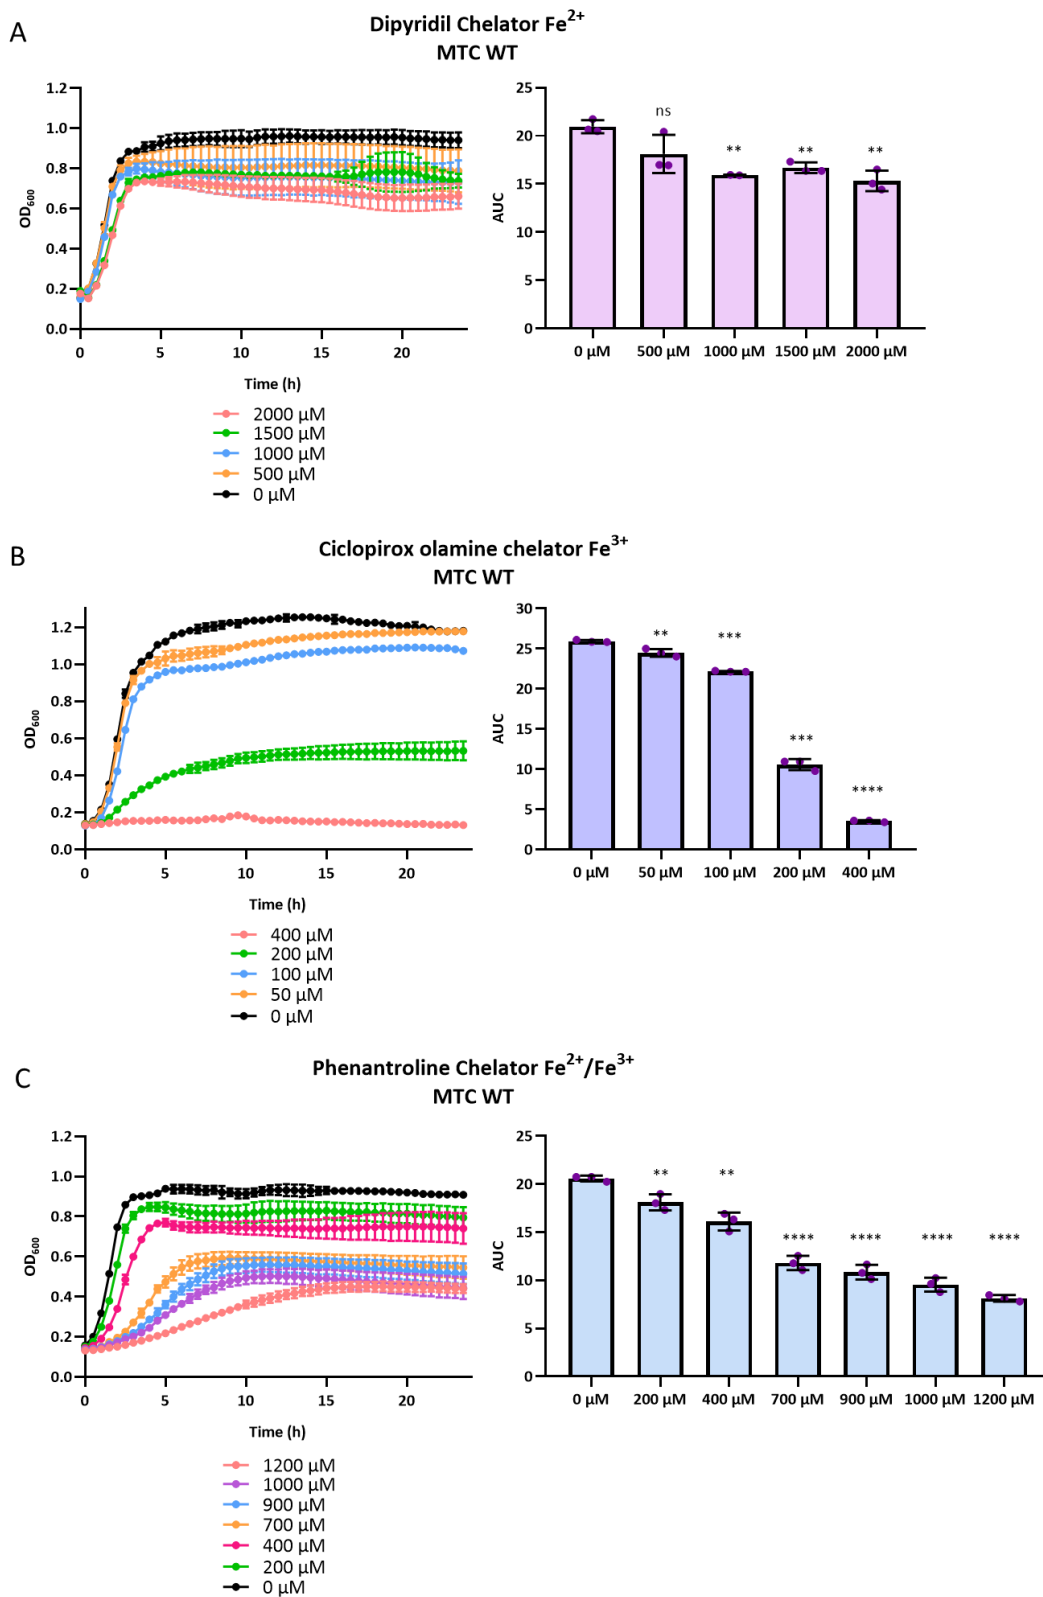 A
Dipyridil Chelator Fe2+
MTC WT
1.2
1.0
0.8
0.6
0.4
0.2
0.0
OD600
0 5 10 15 20
Time (h)
2000 µM
1500 µM
1000 µM
500 µM
0 µM
25
20
15
10
5
0
AUC
ns
**
**
**
0 µM 500 µM 1000 µM 1500 µM 2000 µM
B
Ciclopirox olamine chelator Fe3+
MTC WT
1.2
1.0
0.8
0.6
0.4
0.2
0.0
OD600
0 5 10 15 20
Time (h)
400 µM
200 µM
100 µM
50 µM
0 µM
30
25
20
15
10
5
0
AUC
**
***
***
****
0 µM 50 µM 100 µM 200 µM 400 µM
C
Phenantroline Chelator Fe2+/Fe3+
MTC WT
1.2
1.0
0.8
0.6
0.4
0.2
0.0
OD600
0 5 10 15 20
Time (h)
1200 µM
1000 µM
900 µM
700 µM
400 µM
200 µM
0 µM
25
20
15
10
5
0
AUC
**
**
****
****
****
****
0 µM 200 µM 400 µM 700 µM 900 µM 1000 µM 1200 µM